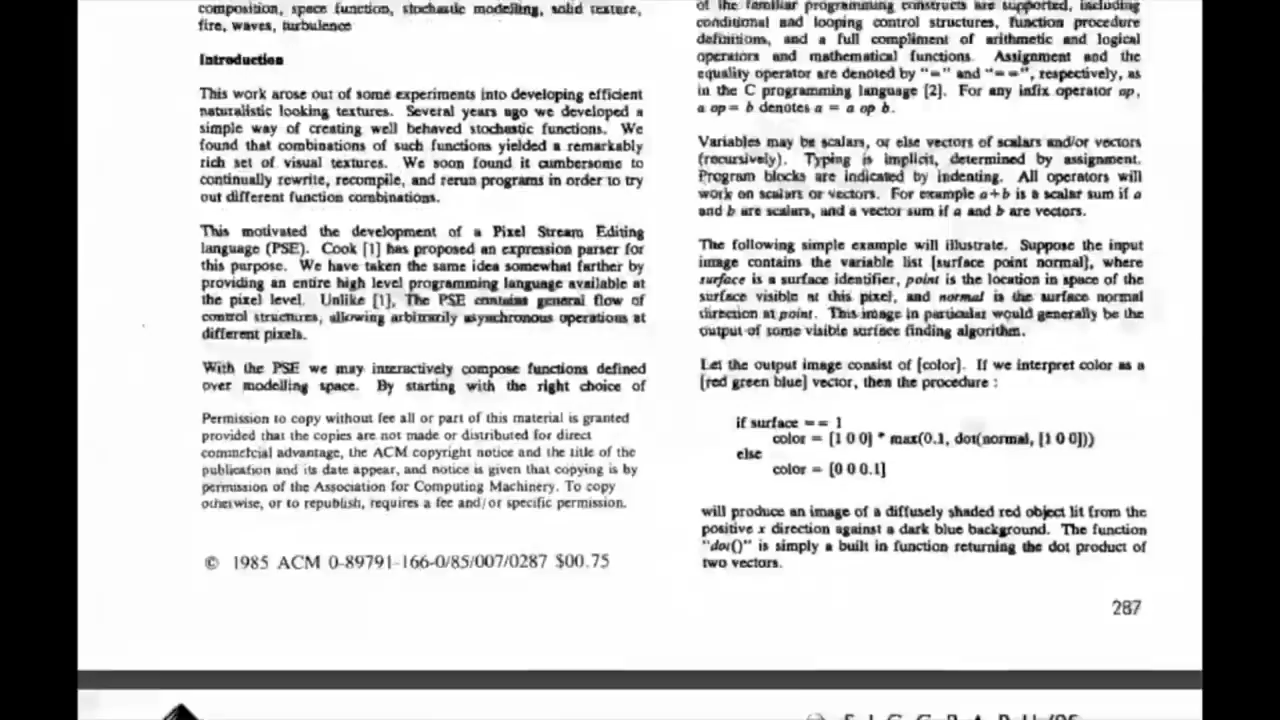 composition, space function, stochastic modelling, solid texture,
fire, waves, turbulence
Introduction
This work arose out of some experiments into developing efficient
naturalistic looking textures. Several years ago we developed a
simple way of creating well behaved stochastic functions. We
found that combinations of such functions yielded a remarkably
rich set of visual textures. We soon found it cumbersome to
continually rewrite, recompile, and rerun programs in order to try
out different function combinations.
This motivated the development of a Pixel Stream Editing
language (PSE). Cook [1] has proposed an expression parser for
this purpose. We have taken the same idea somewhat farther by
providing an entire high level programming language available at
the pixel level. Unlike [1], The PSE contains general flow of
control structures, allowing arbitrarily asynchronous operations at
different pixels.
With the PSE we may interactively compose functions defined
over modelling space. By starting with the right choice of
Permission to copy without fee all or part of this material is granted
provided that the copies are not made or distributed for direct
commercial advantage, the ACM copyright notice and the title of the
publication and its date appear, and notice is given that copying is by
permission of the Association for Computing Machinery. To copy
otherwise, or to republish, requires a fee and/or specific permission.
© 1985 ACM 0-89791-166-0/85/007/0287 $00.75
of the familiar programming constructs are supported, including
conditional and looping control structures, function procedure
definitions, and a full compliment of arithmetic and logical
operators and mathematical functions. Assignment and the
equality operator are denoted by "=" and "==", respectively, as
in the C programming language [2]. For any infix operator op,
a op= b denotes a = a op b.
Variables may be scalars, or else vectors of scalars and/or vectors
(recursively). Typing is implicit, determined by assignment.
Program blocks are indicated by indenting. All operators will
work on scalars or vectors. For example a+b is a scalar sum if a
and b are scalars, and a vector sum if a and b are vectors.
The following simple example will illustrate. Suppose the input
image contains the variable list [surface point normal], where
surface is a surface identifier, point is the location in space of the
surface visible at this pixel, and normal is the surface normal
direction at point. This image in particular would generally be the
output of some visible surface finding algorithm.
Let the output image consist of [color]. If we interpret color as a
[red green blue] vector, then the procedure :
if surface == 1
color = [1 0 0] * max(0.1, dot(normal, [1 0 0]))
else
color = [0 0 0.1]
will produce an image of a diffusely shaded red object lit from the
positive x direction against a dark blue background. The function
"dot()" is simply a built in function returning the dot product of
two vectors.
287